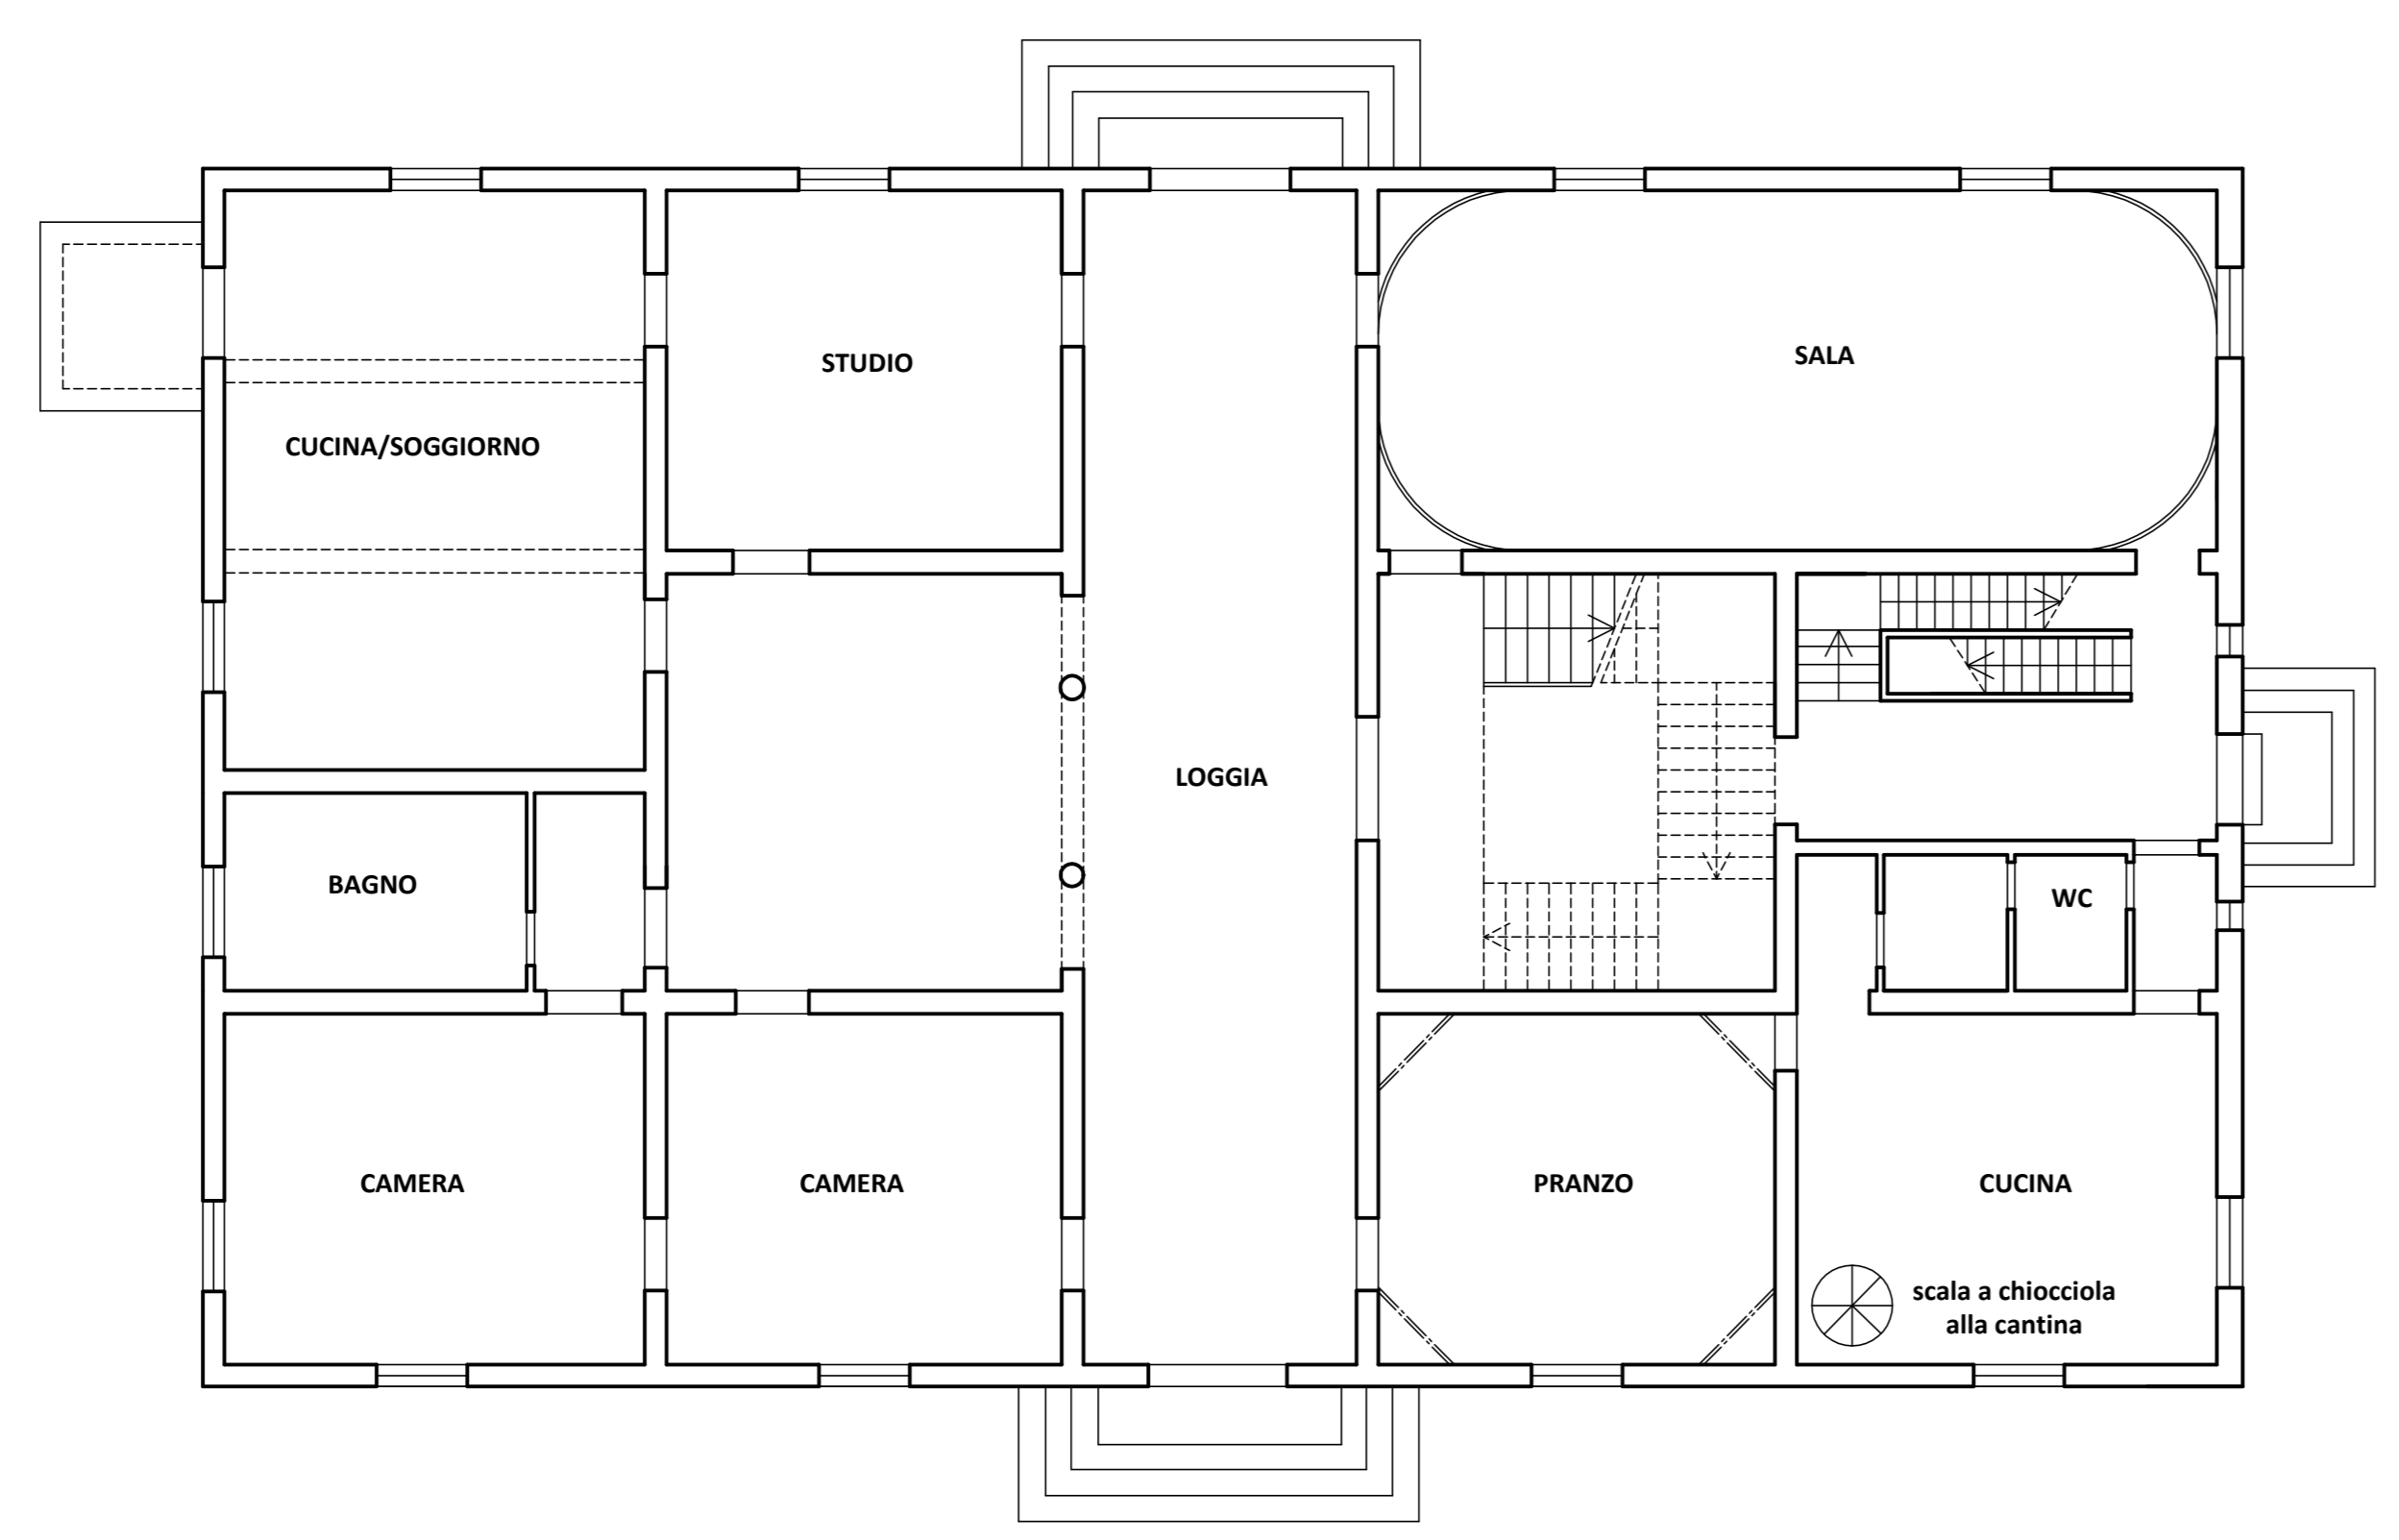 SALA
STUDIO
CUCINA/SOGGIORNO
LOGGIA
BAGNO
WC
CAMERA
CAMERA
PRANZO
CUCINA
scala a chiocciola
alla cantina